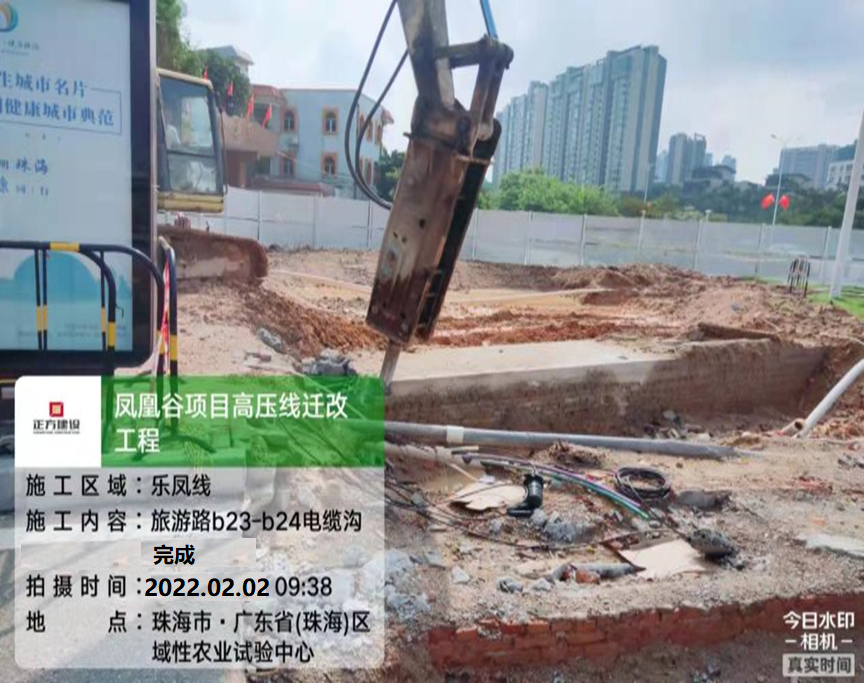 生城市名片
健康城市典范
珠海
正方建设
凤凰谷项目高压线迁改
工程
施工区域：乐凤线
施工内容：旅游路b23-b24电缆沟
完成
拍摄时间：2022.02.02 09:38
地点：珠海市·广东省(珠海)区
域性农业试验中心
今日水印
-相机-
真实时间